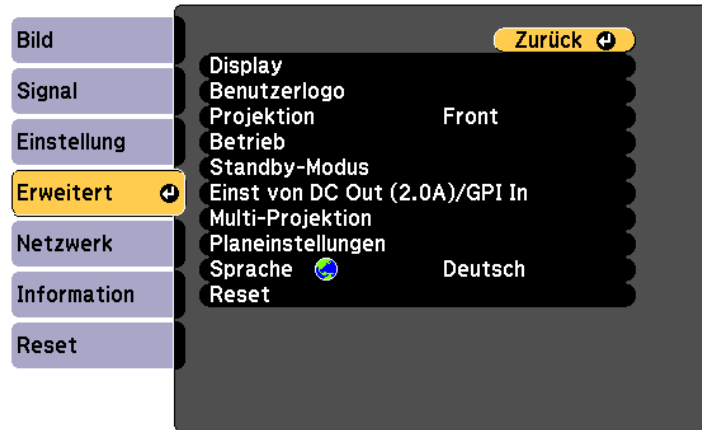 Bild
Signal
Einstellung
Erweitert
Netzwerk
Information
Reset
Zurück
Display
Benutzerlogo
Projektion Front
Betrieb
Standby-Modus
Einst von DC Out (2.0A)/GPI In
Multi-Projektion
Planeinstellungen
Sprache Deutsch
Reset